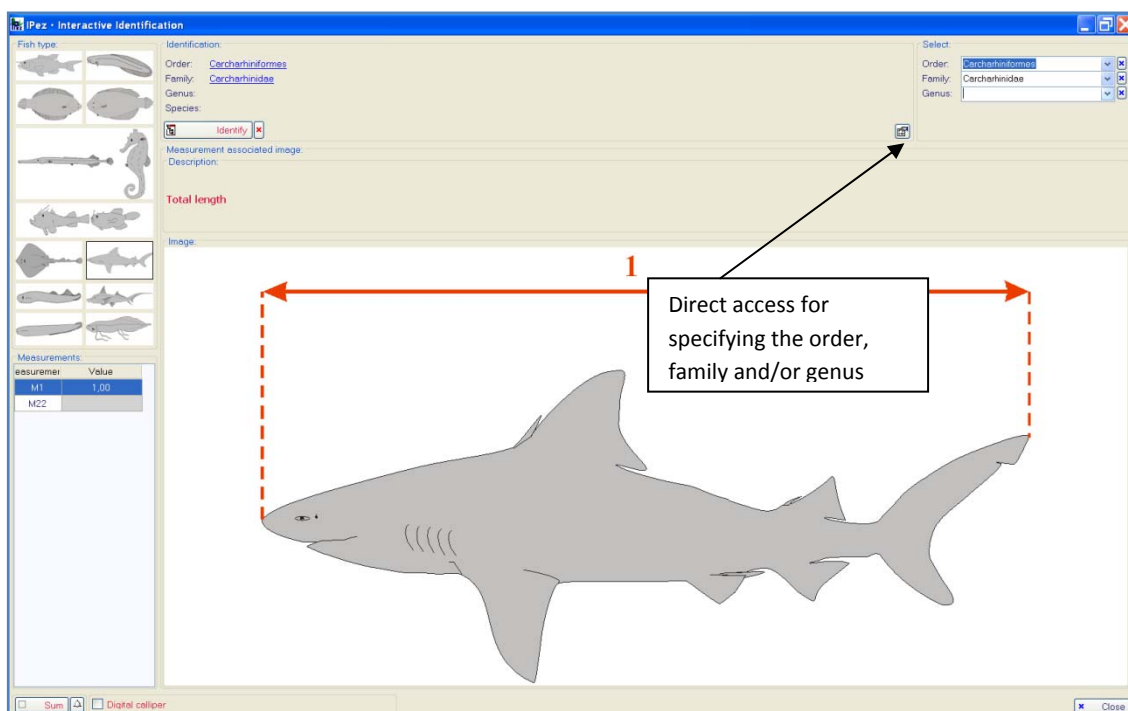 IPez - Interactive Identification
Fish type:
Identification:
Order: Carcharhiniformes
Family: Carcharhinidae
Genus:
Species:
Identify
Select:
Order: Carcharhiniformes
Family: Carcharhinidae
Genus:
Measurement associated image:
Description:
Total length
Image:
1
Direct access for
specifying the order,
family and/or genus
Measurements:
easuremer Value
M1 1,00
M22
Sum
Digital calliper
Close